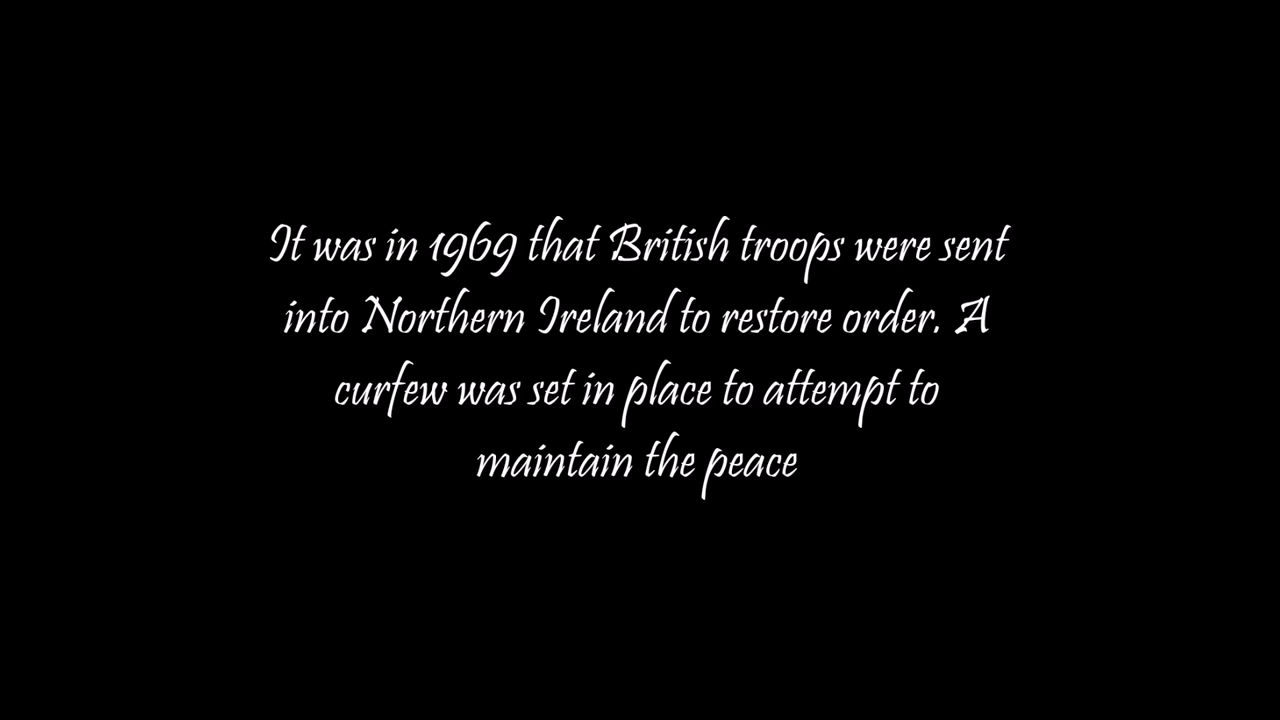 It was in 1969 that British troops were sent
into Northern Ireland to restore order. A
curfew was set in place to attempt to
maintain the peace